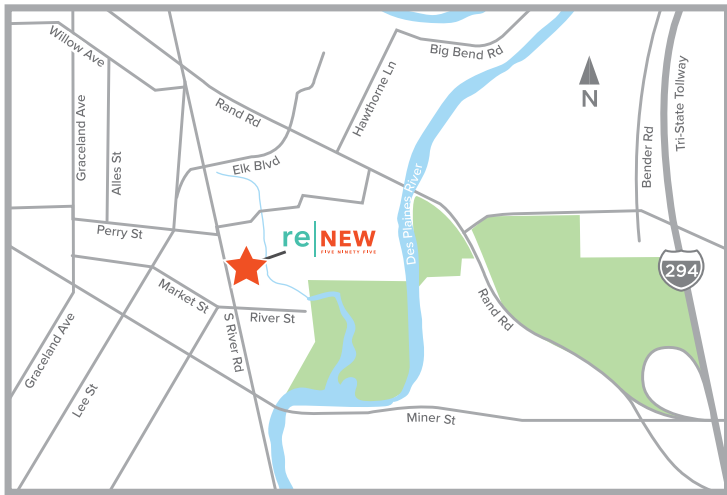 Willow Ave
Big Bend Rd
Hawthorne Ln
N
Tri-State Tollway
Graceland Ave
Alles St
Rand Rd
Bender Rd
Elk Blvd
Des Plaines River
Perry St
re|NEW
FIVE NINETY FIVE
294
Market St
River St
S River Rd
Rand Rd
Graceland Ave
Lee St
Miner St